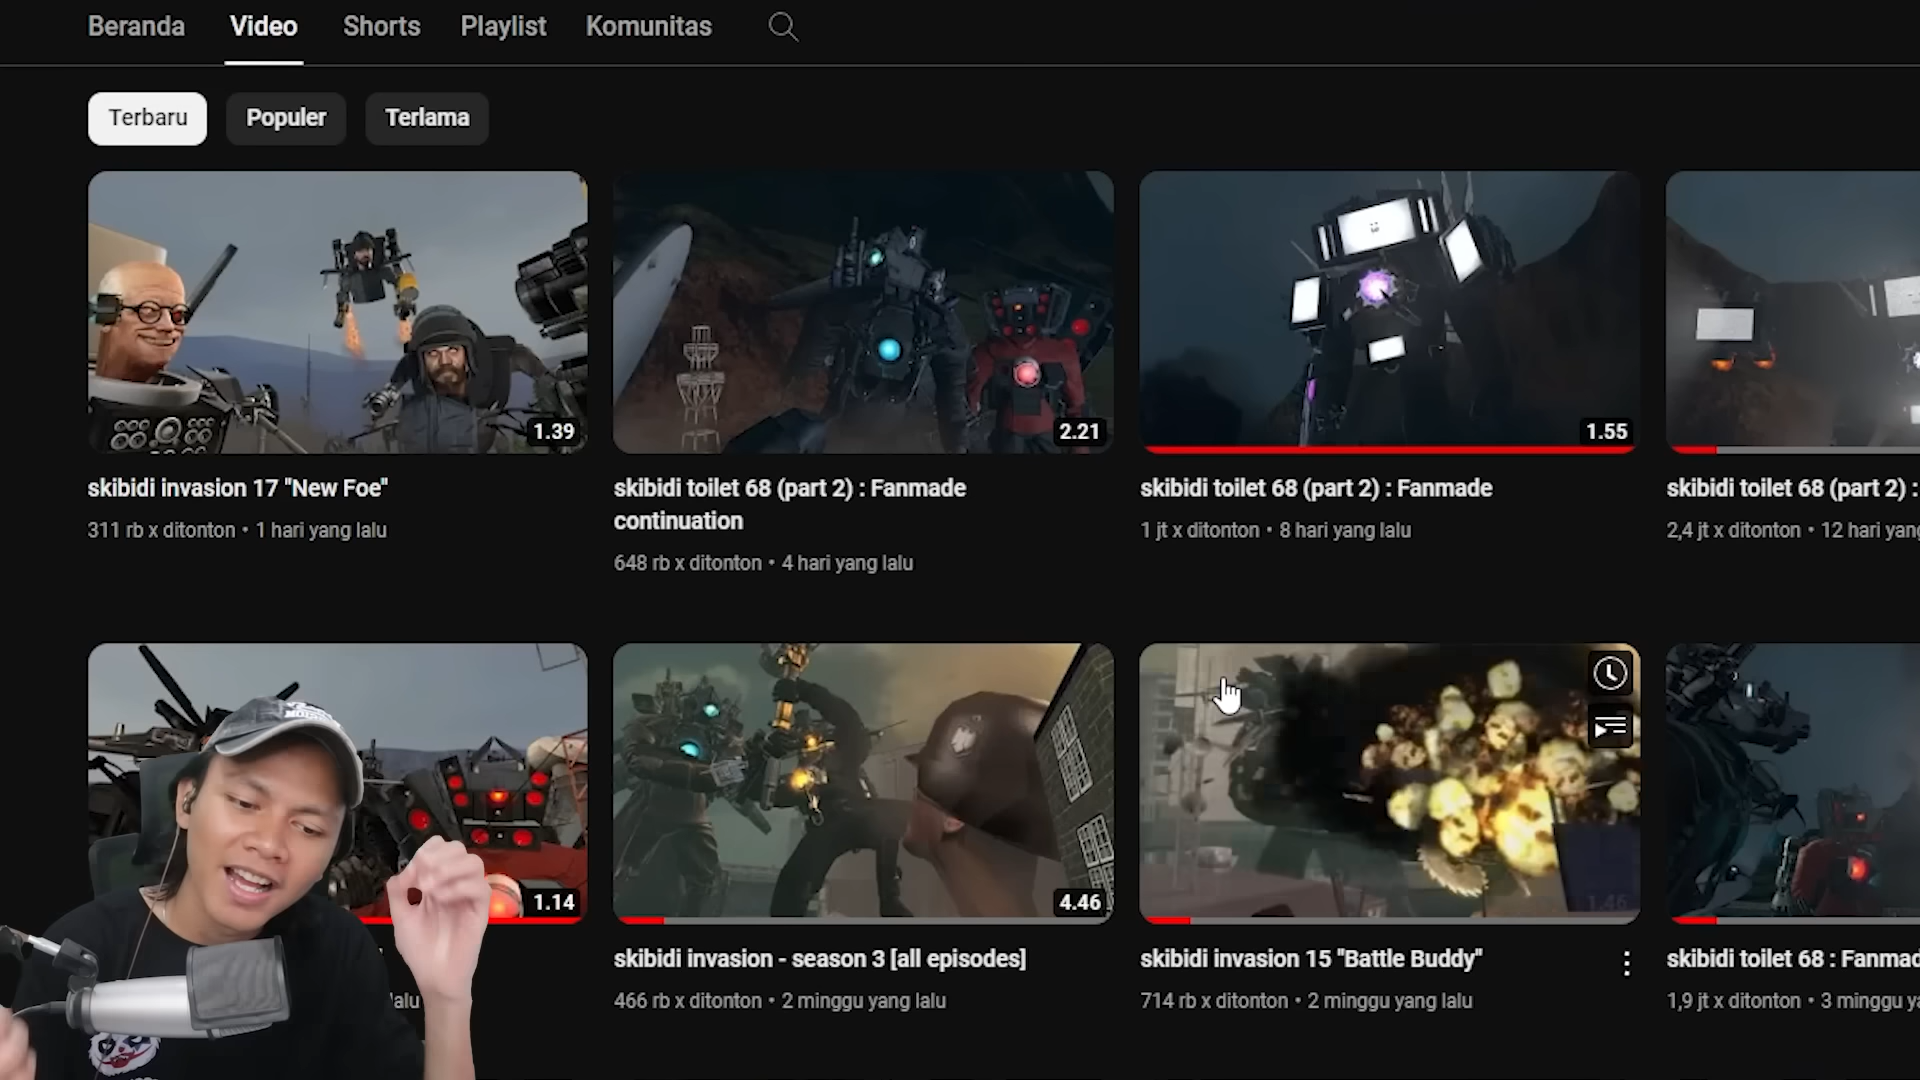 Beranda Video Shorts Playlist Komunitas
Terbaru Populer Terlama
1.39
2.21
1.55
skibidi invasion 17 "New Foe"
311 rb x ditonton • 1 hari yang lalu
skibidi toilet 68 (part 2) : Fanmade
continuation
648 rb x ditonton • 4 hari yang lalu
skibidi toilet 68 (part 2) : Fanmade
1 jt x ditonton • 8 hari yang lalu
skibidi toilet 68 (part 2) :
2,4 jt x ditonton • 12 hari
1.14
4.46
1.46
alu
skibidi invasion - season 3 [all episodes]
466 rb x ditonton • 2 minggu yang lalu
skibidi invasion 15 "Battle Buddy"
714 rb x ditonton • 2 minggu yang lalu
skibidi toilet 68 :
1,9 jt x ditonton • 3 minggu